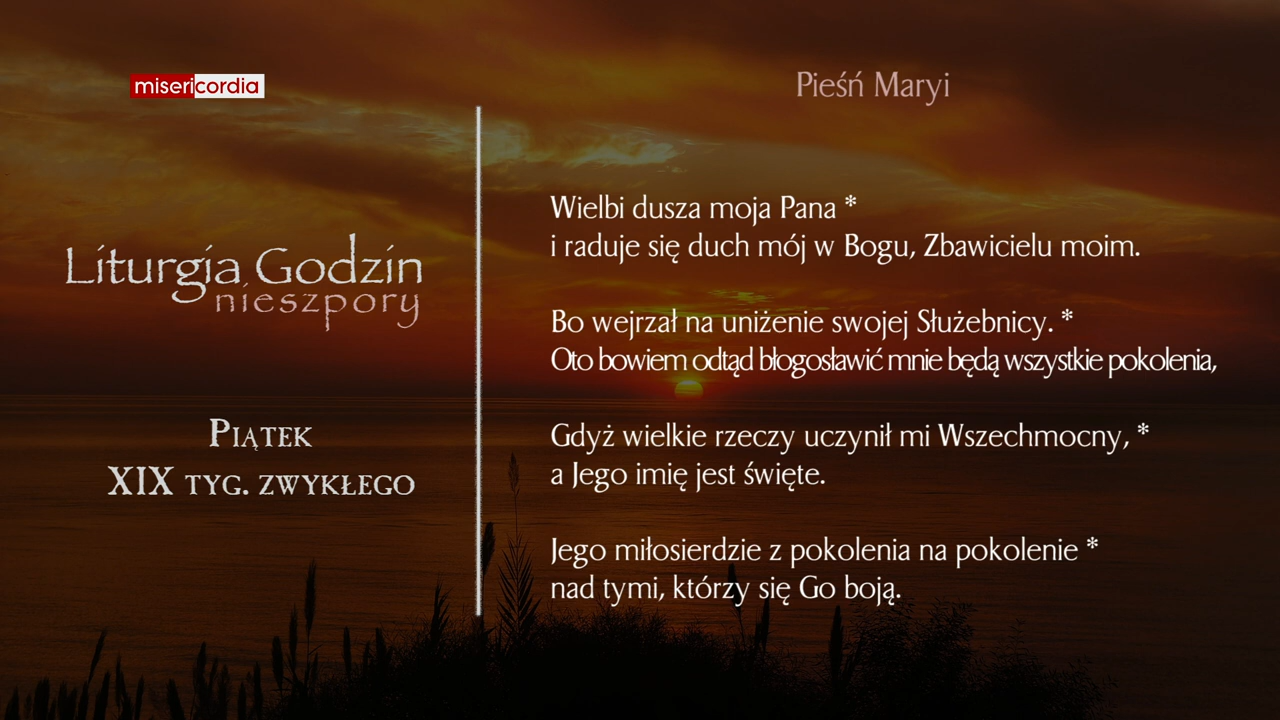 misericordia
Liturgia Godzin
nieszpory
Piątek
XIX tyg. zwykłego
Pieśń Maryi
Wielbi dusza moja Pana *
i raduje się duch mój w Bogu, Zbawicielu moim.
Bo wejrzał na uniżenie swojej Służebnicy. *
Oto bowiem odtąd błogosławić mnie będą wszystkie pokolenia,
Gdyż wielkie rzeczy uczynił mi Wszechmocny, *
a Jego imię jest święte.
Jego miłosierdzie z pokolenia na pokolenie *
nad tymi, którzy się Go boją.